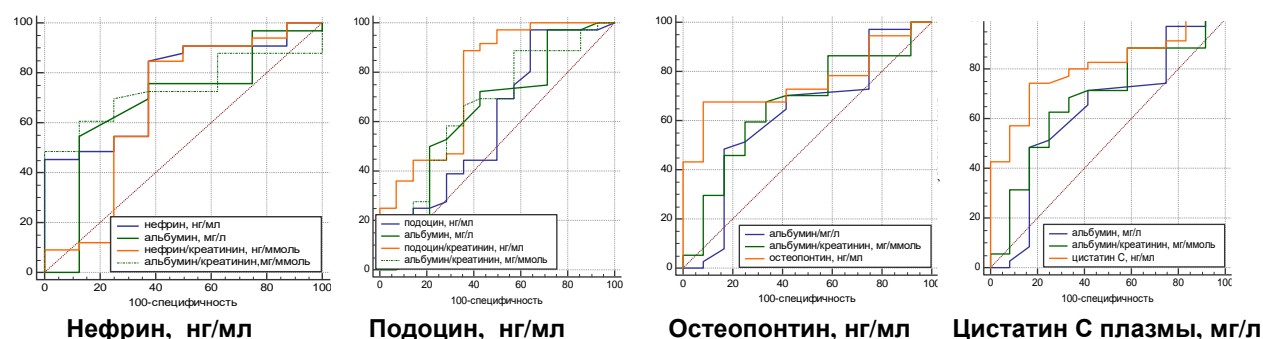 100
80
60
40
20
0
0
20
40
60
80
100
нефрин, нг/мл
альбумин, мг/л
нефрин/креатинин, нг/ммоль
альбумин/креатинин,мг/ммоль
100-специфичность
Нефрин, нг/мл
100
80
60
40
20
0
0
20
40
60
80
100
подоцин, нг/мл
альбумин, мг/л
подоцин/креатинин, нг/мл
альбумин/креатинин, мг/ммоль
100-специфичность
Подоцин, нг/мл
100
80
60
40
20
0
0
20
40
60
80
100
альбумин/мг/л
альбумин/креатинин, мг/ммоль
остеопонтин, нг/мл
100-специфичность
Остеопонтин, нг/мл
80
60
40
20
0
0
20
40
60
80
альбумин, мг/л
альбумин/креатинин, мг/ммоль
цистатин С, нг/мл
100-специфичность
Цистатин С плазмы, мг/л